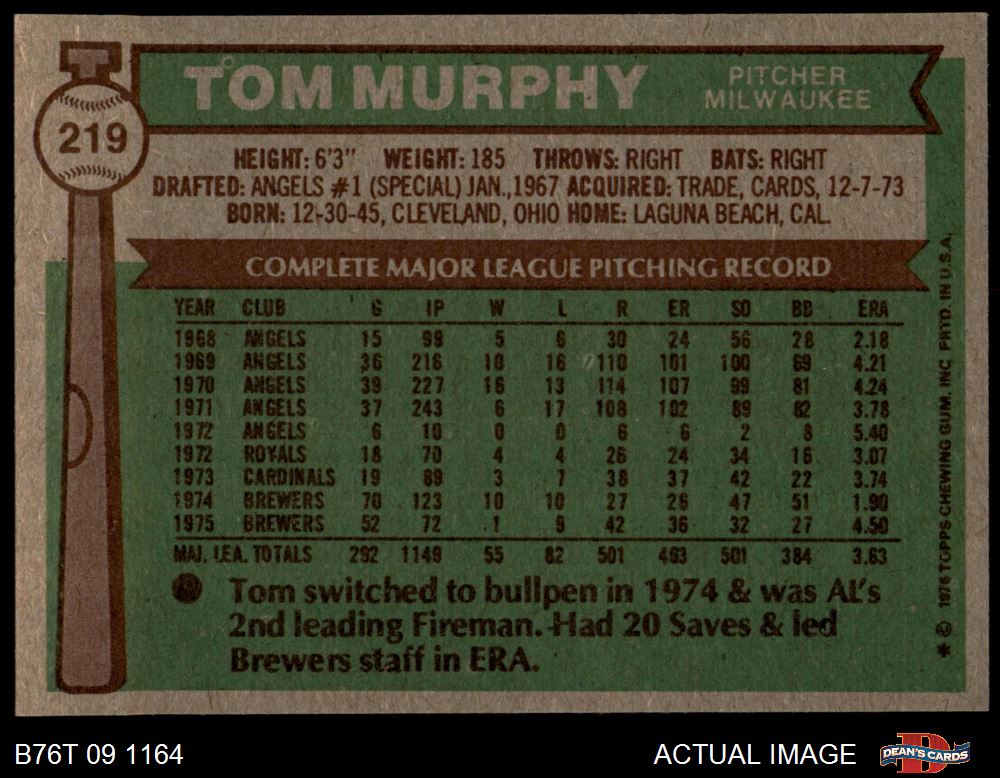 TOM MURPHY
PITCHER
MILWAUKEE
219
HEIGHT: 6'3" WEIGHT: 185 THROWS: RIGHT BATS: RIGHT
DRAFTED: ANGELS #1 (SPECIAL) JAN., 1967 ACQUIRED: TRADE, CARDS, 12-7-73
BORN: 12-30-45, CLEVELAND, OHIO HOME: LAGUNA BEACH, CAL.
COMPLETE MAJOR LEAGUE PITCHING RECORD
YEAR CLUB G IP W L R ER SO BB ERA
1968 ANGELS 15 99 5 6 30 24 56 28 2.18
1969 ANGELS 36 216 10 16 110 101 100 69 4.21
1970 ANGELS 39 227 16 13 114 107 99 81 4.24
1971 ANGELS 37 243 6 17 108 102 89 82 3.78
1972 ANGELS 6 10 0 0 6 6 2 3 5.40
1972 ROYALS 18 70 4 4 26 24 34 16 3.07
1973 CARDINALS 19 89 3 7 38 37 42 22 3.74
1974 BREWERS 70 123 10 10 27 26 47 51 1.90
1975 BREWERS 52 72 1 9 42 36 32 27 4.50
MAJ. LEA. TOTALS 292 1149 55 82 501 463 501 384 3.63
Tom switched to bullpen in 1974 & was AL's
2nd leading Fireman. Had 20 Saves & led
Brewers staff in ERA.
* © 1976 TOPPS CHEWING GUM, INC PRTD. IN U.S.A.
B76T 09 1164
ACTUAL IMAGE
DEAN'S CARDS